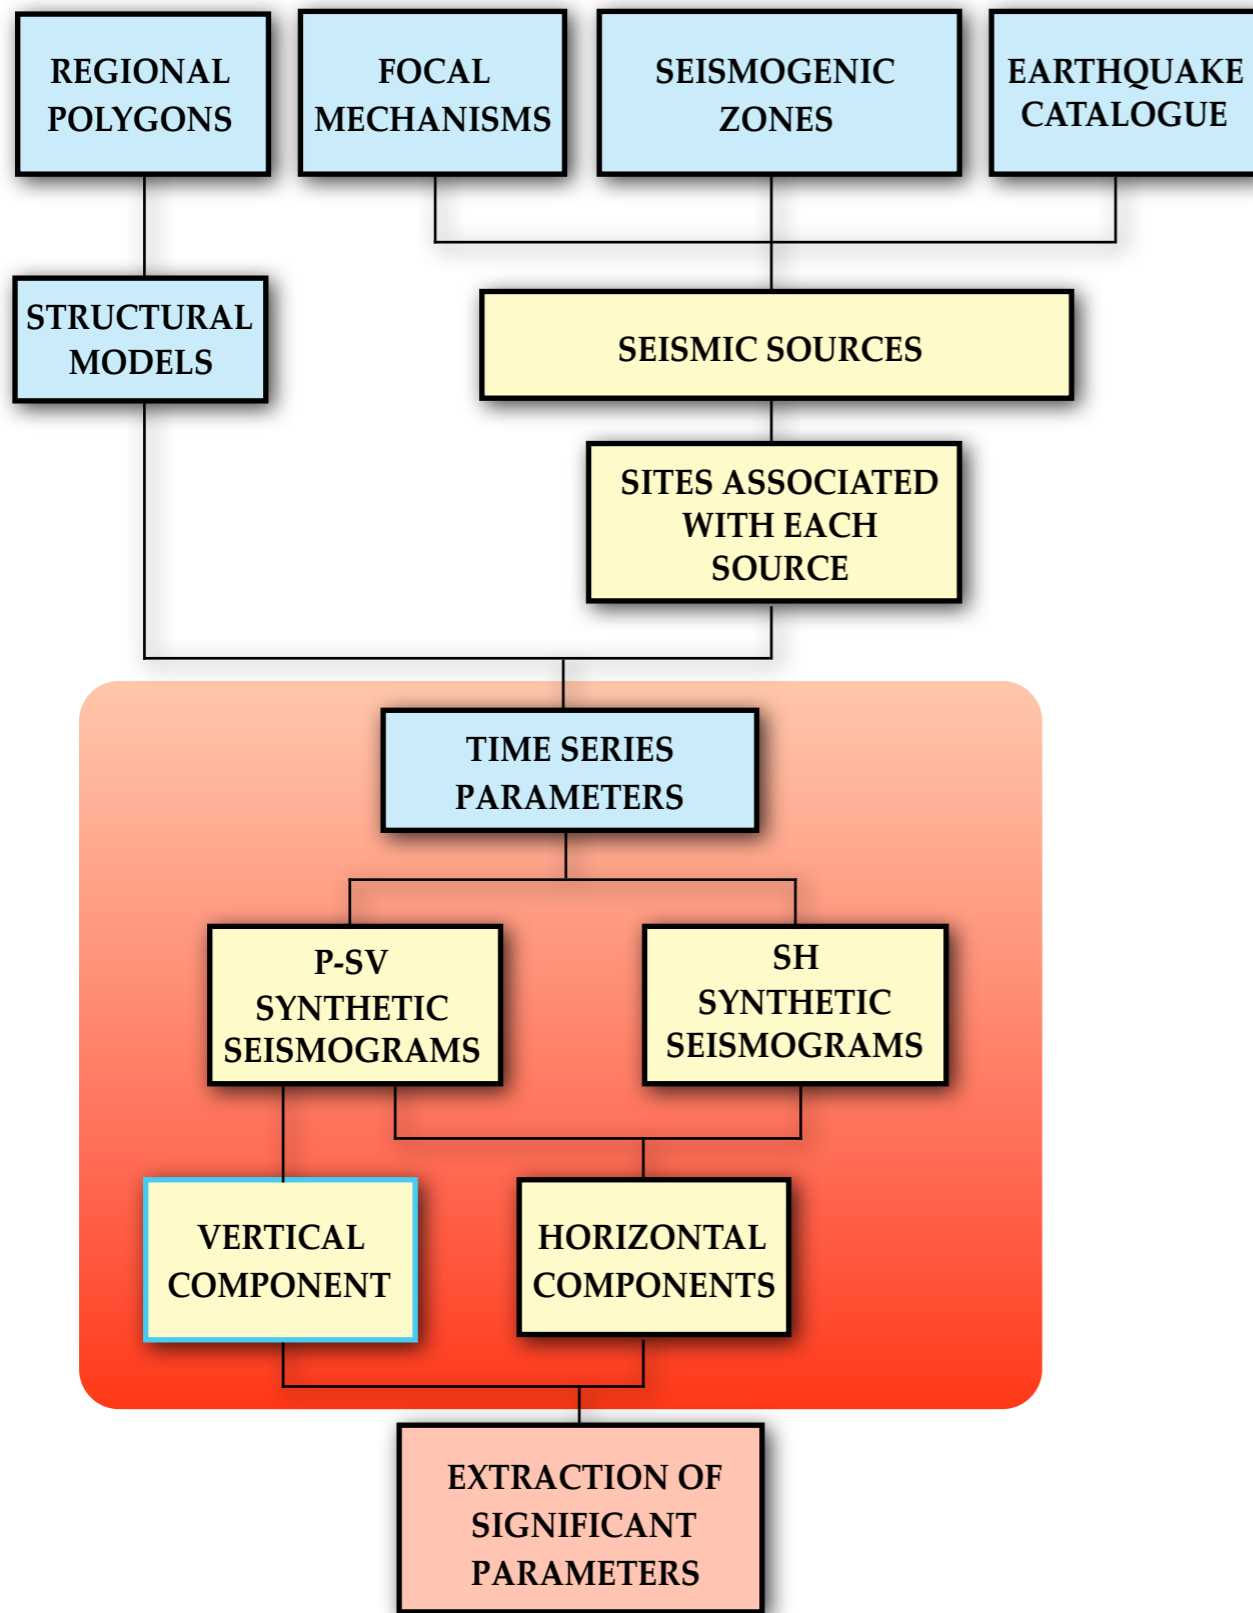 REGIONAL
POLYGONS
FOCAL
MECHANISMS
SEISMOGENIC
ZONES
EARTHQUAKE
CATALOGUE
STRUCTURAL
MODELS
SEISMIC SOURCES
SITES ASSOCIATED
WITH EACH
SOURCE
TIME SERIES
PARAMETERS
P-SV
SYNTHETIC
SEISMOGRAMS
SH
SYNTHETIC
SEISMOGRAMS
VERTICAL
COMPONENT
HORIZONTAL
COMPONENTS
EXTRACTION OF
SIGNIFICANT
PARAMETERS